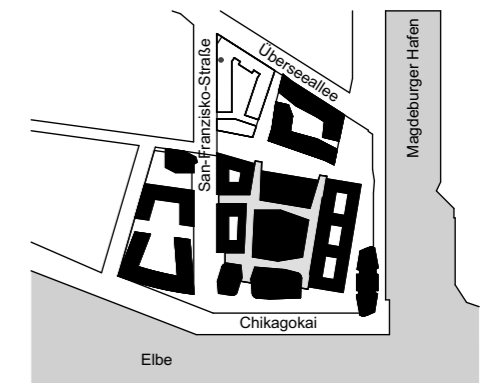 San-Franzisko-Straße
Überseeallee
Magdeburger Hafen
Chikagokai
Elbe